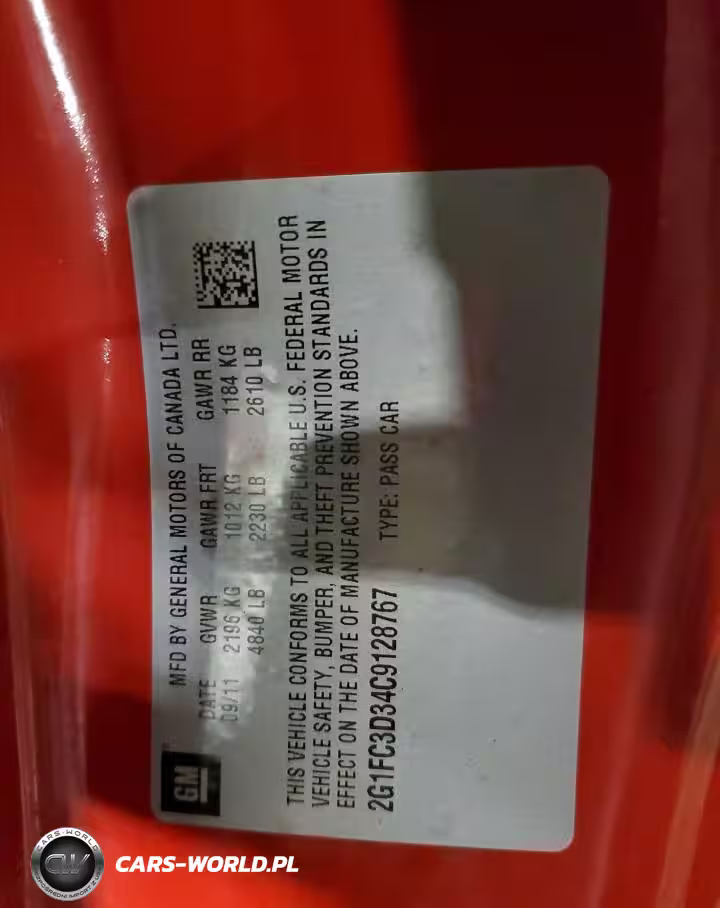 GM
MFD BY GENERAL MOTORS OF CANADA LTD.
DATE GVWR GAWR FRT GAWR RR
09/11 2196 KG 1012 KG 1184 KG
4840 LB 2230 LB 2610 LB
THIS VEHICLE CONFORMS TO ALL APPLICABLE U.S. FEDERAL MOTOR
VEHICLE SAFETY, BUMPER, AND THEFT PREVENTION STANDARDS IN
EFFECT ON THE DATE OF MANUFACTURE SHOWN ABOVE.
2G1FC3D34C9128767 TYPE: PASS CAR
CARS-WORLD
CW
CARS-WORLD.PL